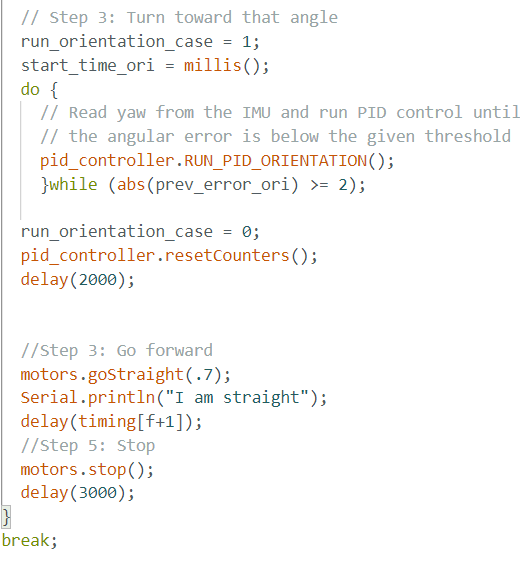 // Step 3: Turn toward that angle
run_orientation_case = 1;
start_time_ori = millis();
do {
// Read yaw from the IMU and run PID control until
// the angular error is below the given threshold
pid_controller.RUN_PID_ORIENTATION();
}while (abs(prev_error_ori) >= 2);
run_orientation_case = 0;
pid_controller.resetCounters();
delay(2000);
//Step 3: Go forward
motors.goStraight(.7);
Serial.println("I am straight");
delay(timing[f+1]);
//Step 5: Stop
motors.stop();
delay(3000);
}
break;